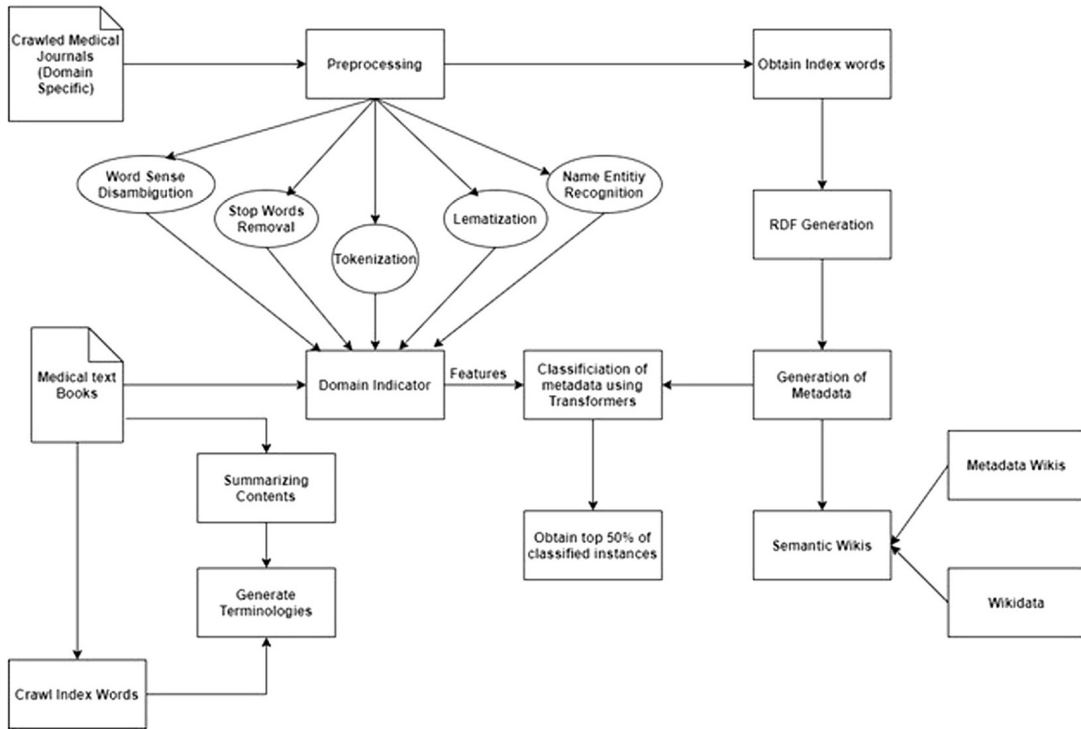 Crawled Medical
Journals
(Domain
Specific)
Preprocessing
Obtain Index words
Word Sense
Disambigution
Stop Words
Removal
Tokenization
Lematization
Name Entitiy
Recognition
RDF Generation
Medical text
Books
Domain Indicator
Features
Classificiation of
metadata using
Transformers
Generation of
Metadata
Summarizing
Contents
Obtain top 50% of
classified instances
Semantic Wikis
Metadata Wikis
Wikidata
Generate
Terminologies
Crawl Index Words